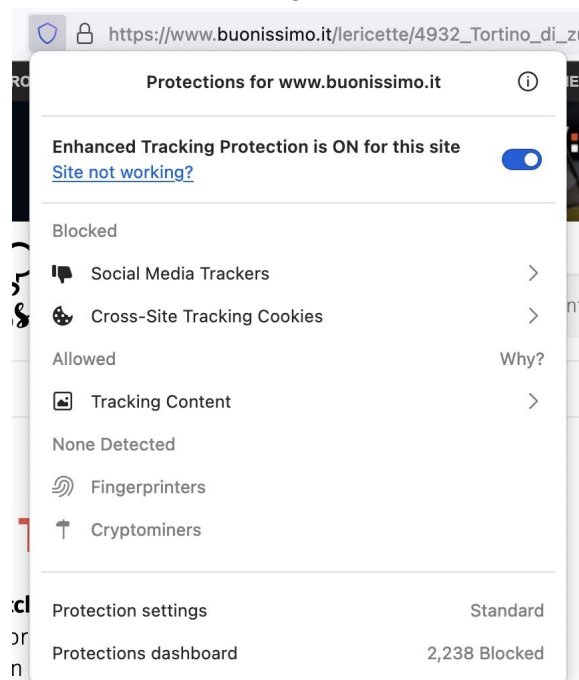 https://www.buonissimo.it/lericette/4932_Tortino_di_zu
RO
Protections for www.buonissimo.it
Enhanced Tracking Protection is ON for this site
Site not working?
Blocked
Social Media Trackers
Cross-Site Tracking Cookies
Allowed Why?
Tracking Content
None Detected
Fingerprinters
Cryptominers
Protection settings Standard
Protections dashboard 2,238 Blocked